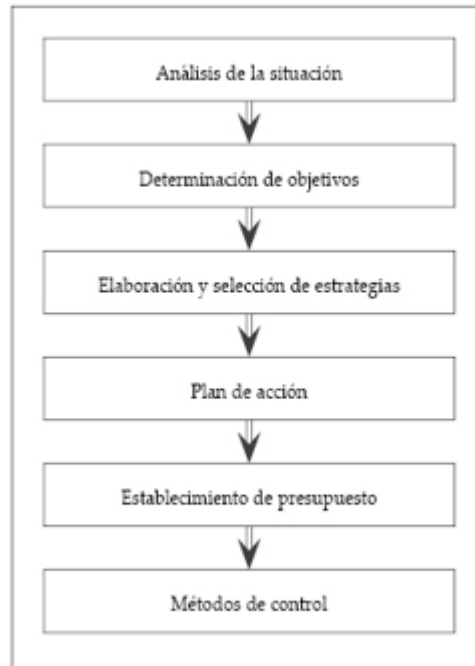 Análisis de la situación
Determinación de objetivos
Elaboración y selección de estrategias
Plan de acción
Establecimiento de presupuesto
Métodos de control